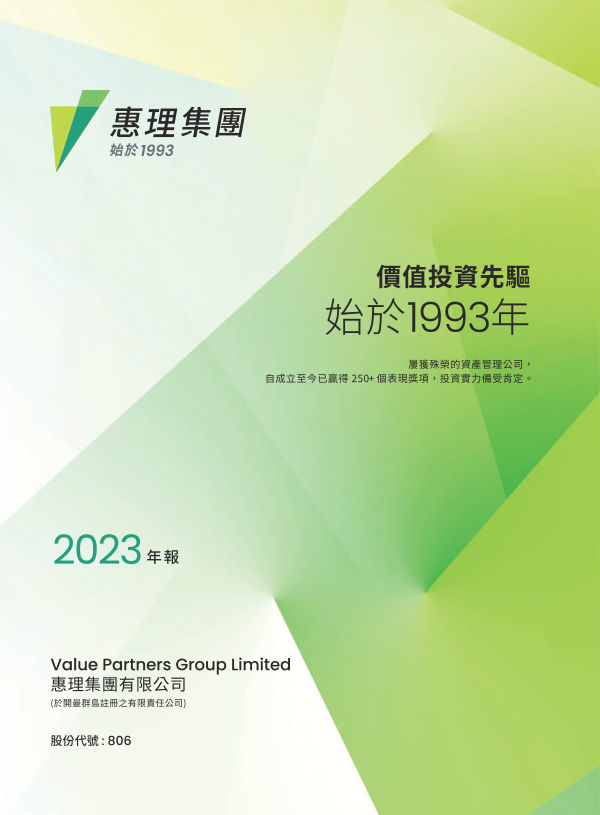 惠理集團
始於1993
價值投資先驅
始於1993年
屢獲殊榮的資產管理公司，
自成立至今已贏得 250+ 個表現獎項，投資實力備受肯定。
2023 年報
Value Partners Group Limited
惠理集團有限公司
(於開曼群島註冊之有限責任公司)
股份代號 : 806